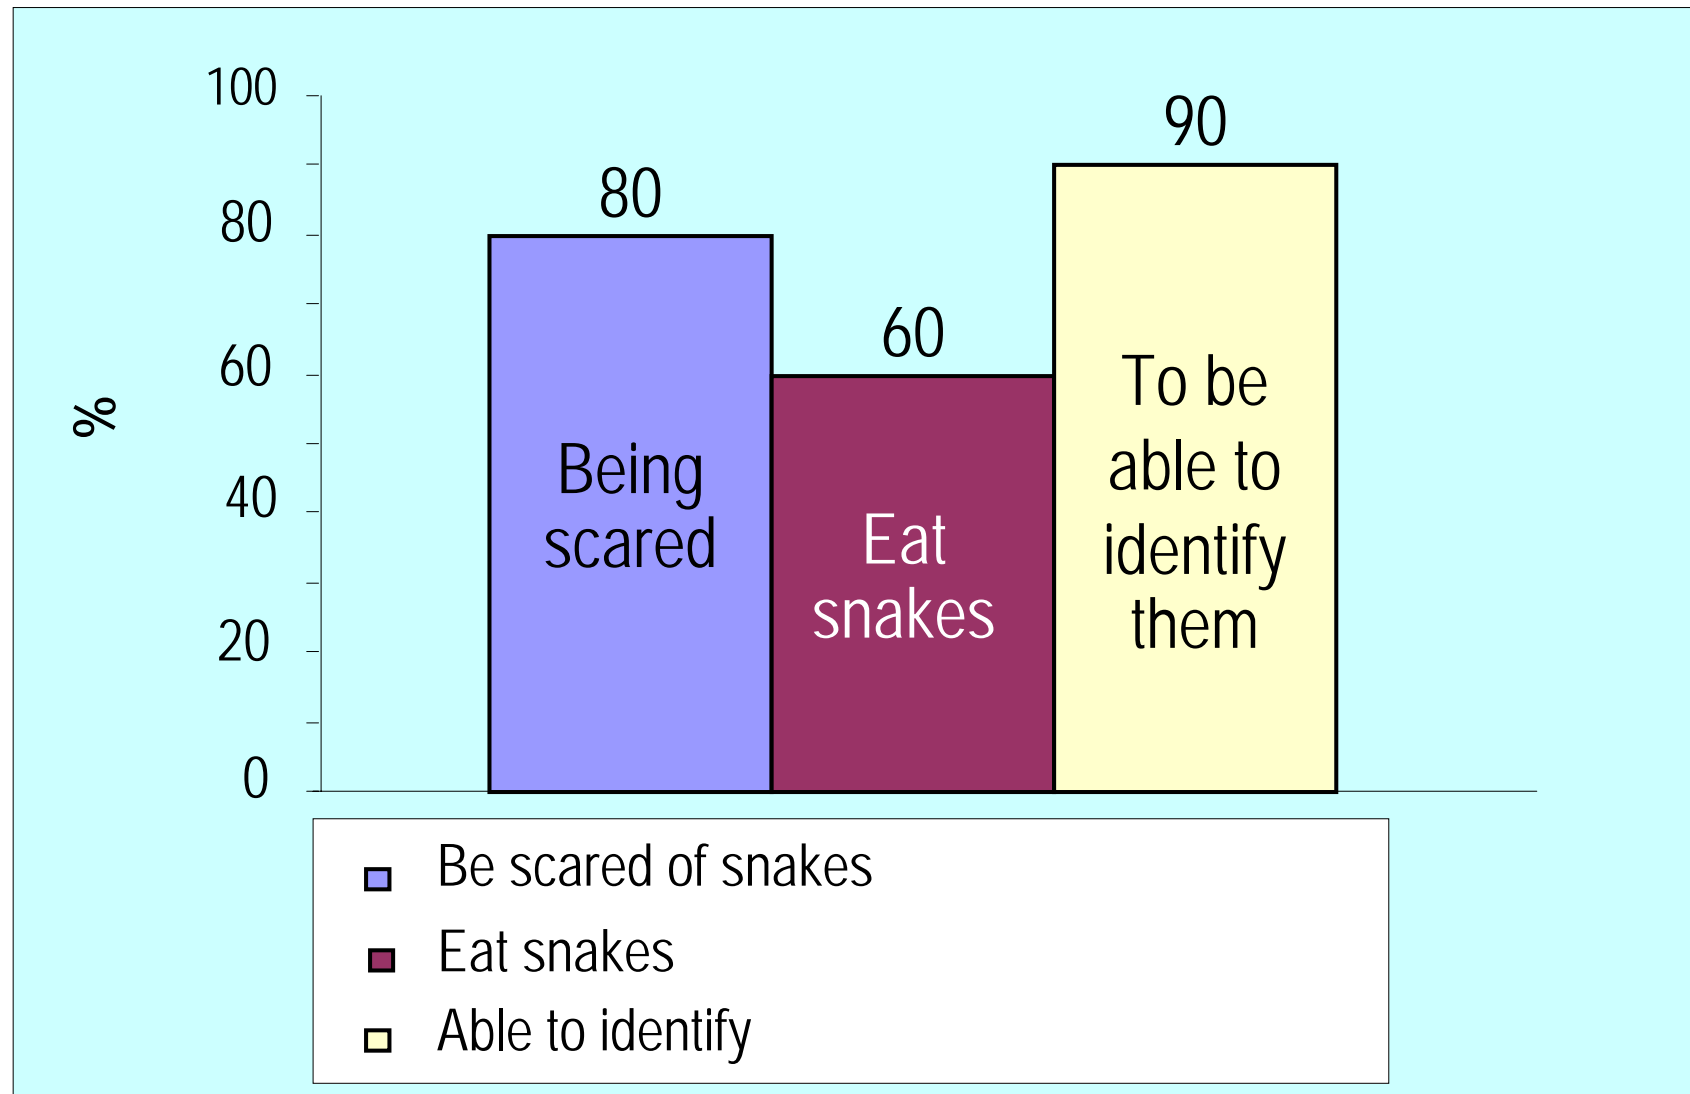 100
80
60
40
20
0
%
80
60
90
Being
scared
Eat
snakes
To be
able to
identify
them
Be scared of snakes
Eat snakes
Able to identify